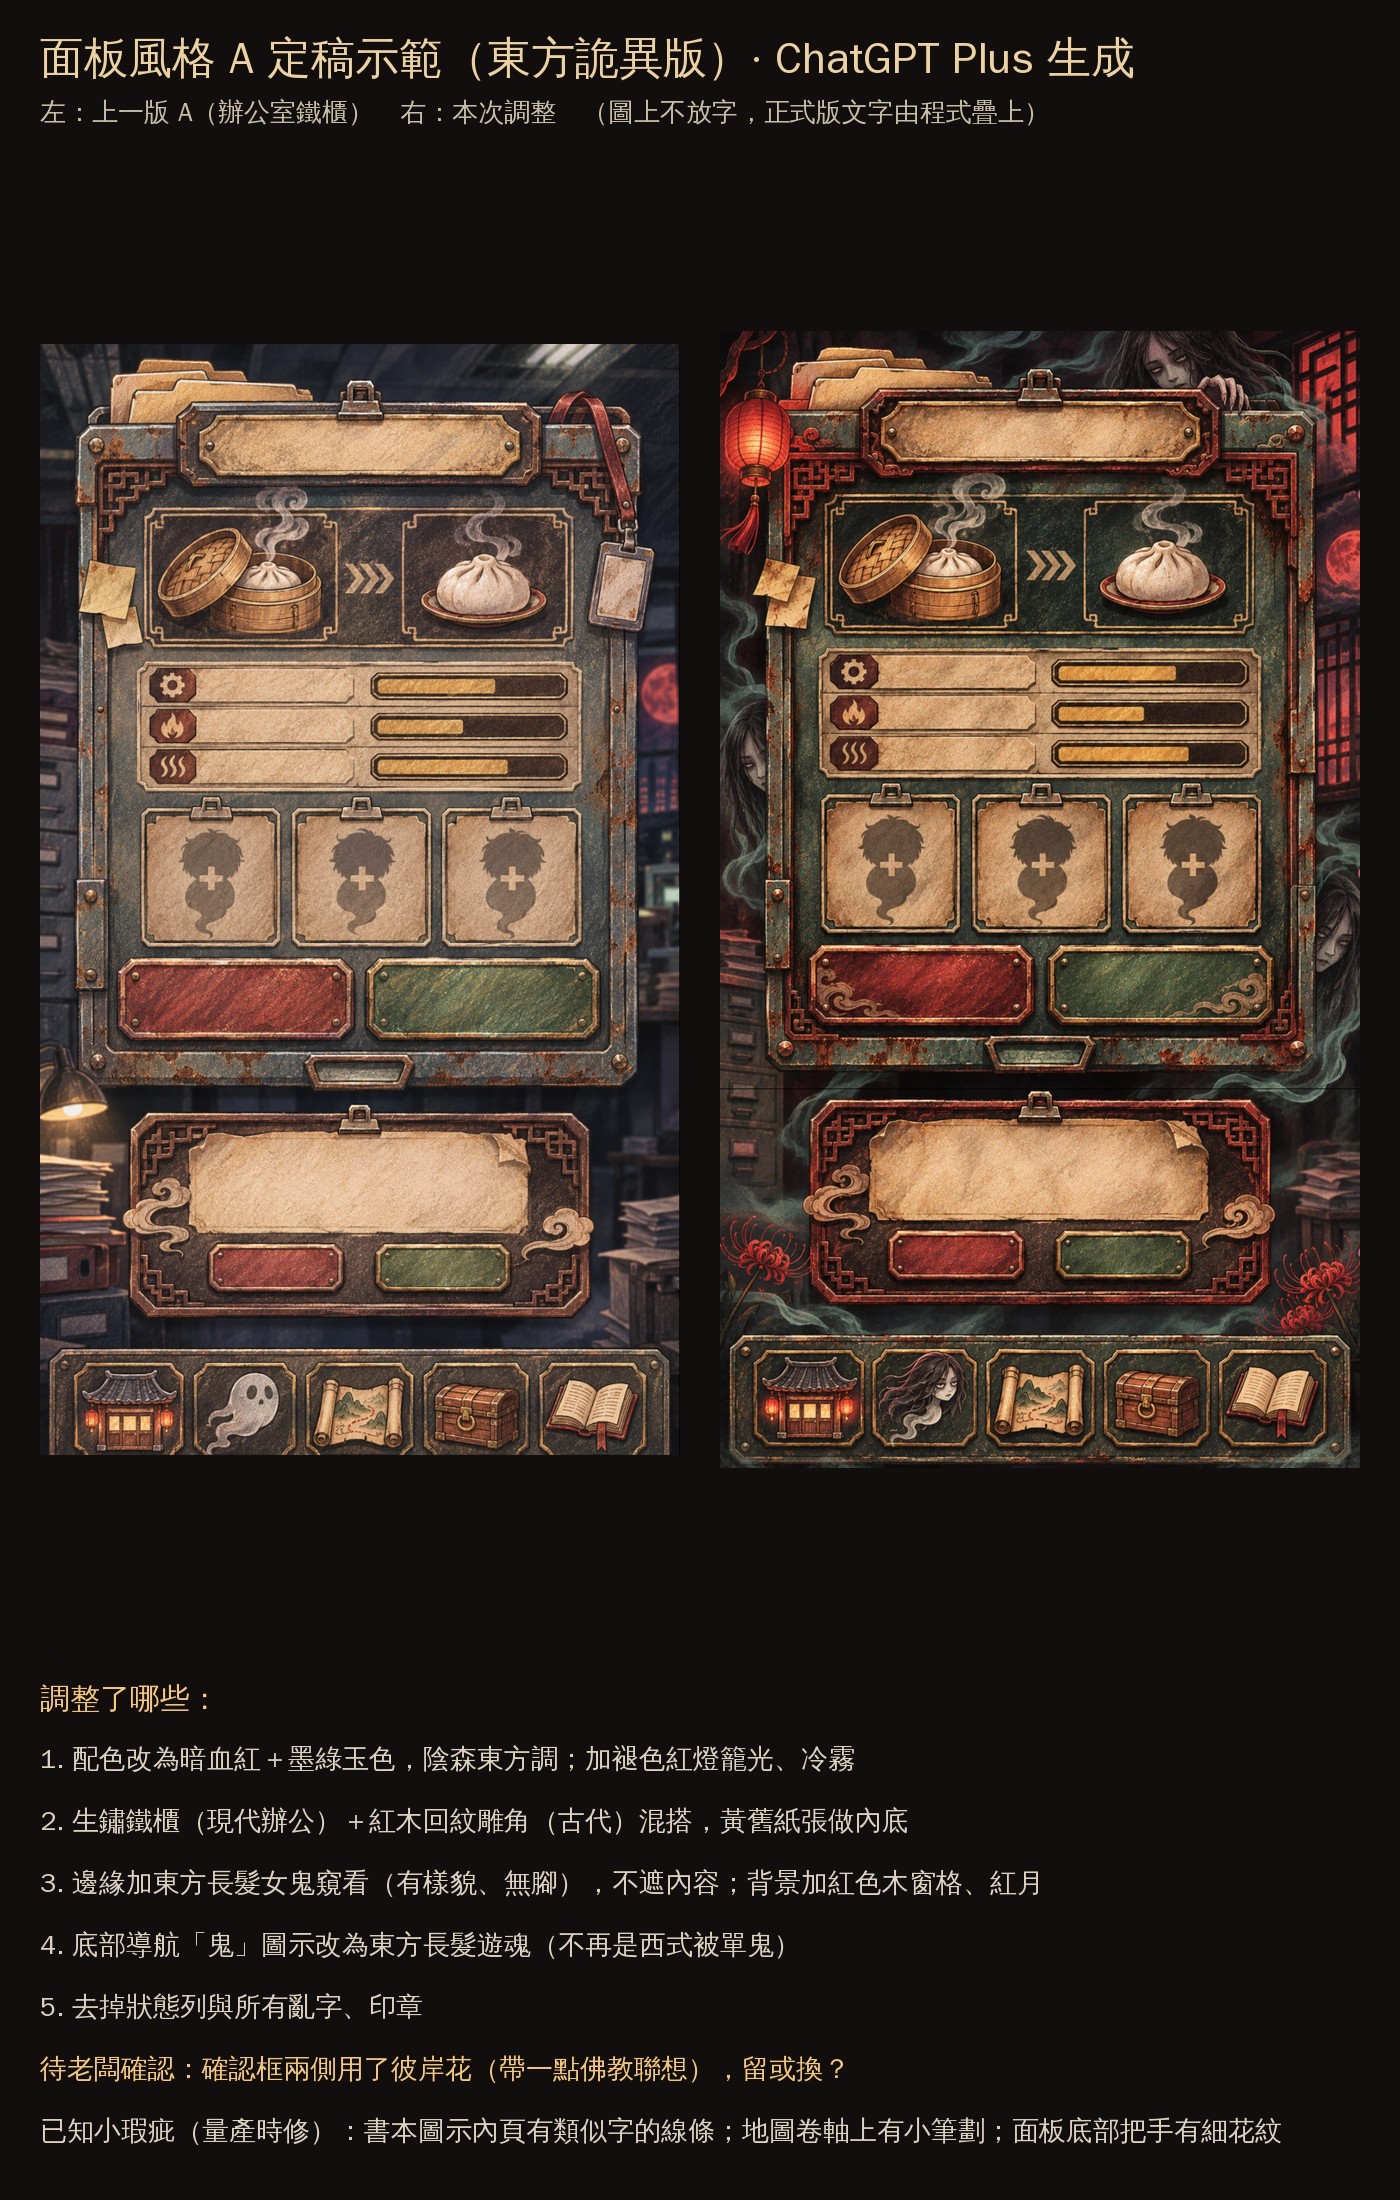 面板風格 A 定稿示範（東方詭異版）· ChatGPT Plus 生成
左：上一版 A（辦公室鐵櫃）　右：本次調整　（圖上不放字，正式版文字由程式疊上）
調整了哪些：
1. 配色改為暗血紅＋墨綠玉色，陰森東方調；加褪色紅燈籠光、冷霧
2. 生鏽鐵櫃（現代辦公）＋紅木回紋雕角（古代）混搭，黃舊紙張做內底
3. 邊緣加東方長髮女鬼窺看（有樣貌、無腳），不遮內容；背景加紅色木窗格、紅月
4. 底部導航「鬼」圖示改為東方長髮遊魂（不再是西式被單鬼）
5. 去掉狀態列與所有亂字、印章
待老闆確認：確認框兩側用了彼岸花（帶一點佛教聯想），留或換？
已知小瑕疵（量產時修）：書本圖示內頁有類似字的線條；地圖卷軸上有小筆劃；面板底部把手有細花紋